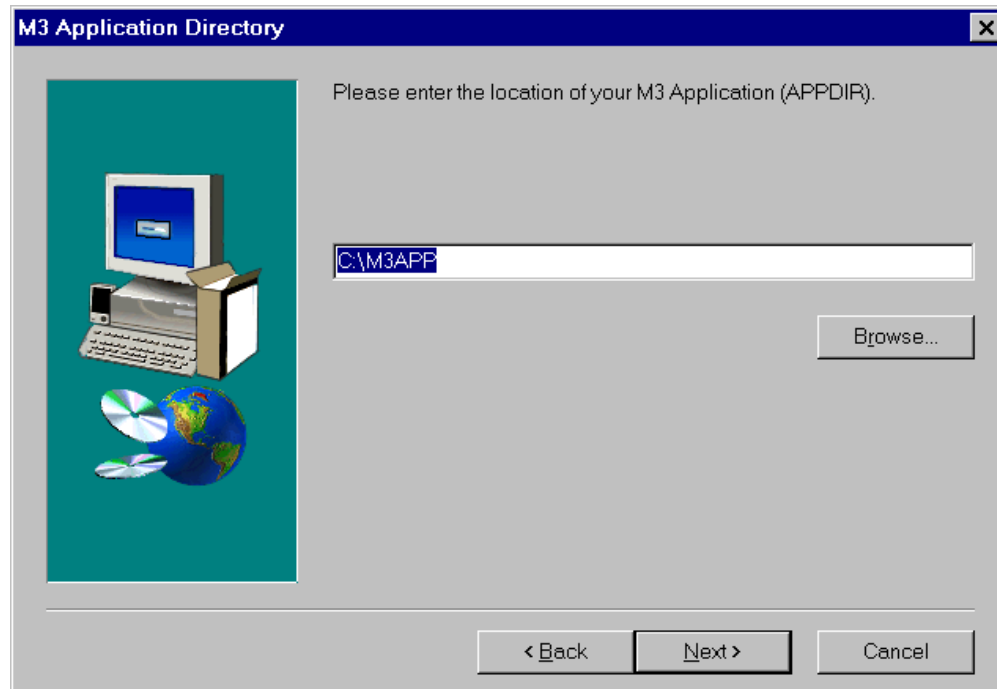 M3 Application Directory
Please enter the location of your M3 Application (APPDIR).
C:\M3APP
Browse...
< Back
Next >
Cancel